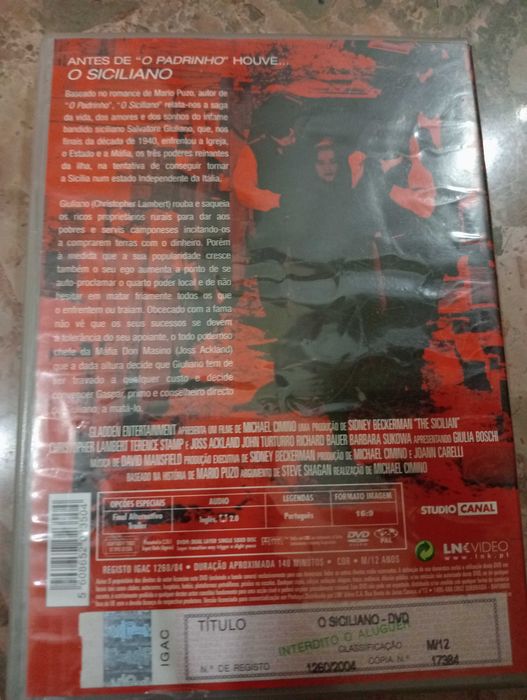 ANTES DE "O PADRINHO" HOUVE...
O SICILIANO
Baseado no romance de Mario Puzo, autor de
"O Padrinho", "O Siciliano" relata-nos a saga
da vida, dos amores e dos sonhos do infame
bandido siciliano Salvatore Giuliano, que, nos
finais da década de 1940, enfrentou a Igreja,
o Estado e a Máfia, os três poderes reinantes
da ilha, na tentativa de conseguir tornar
a Sicília num estado Independente da Itália.
Giuliano (Christopher Lambert) rouba e saqueia
os ricos proprietários rurais para dar aos
pobres e servis camponeses incitando-os
a comprarem terras com o dinheiro. Porém
à medida que a sua popularidade cresce
também o seu ego aumenta a ponto de se
auto-proclamar o quarto poder local e de não
hesitar em matar friamente todos os que
o enfrentem ou traiam. Obcecado com a fama
não vê que os seus sucessos se devem
à tolerância do seu apoiante, o todo poderoso
chefe da Máfia Don Masino (Joss Ackland)
que a dada altura decide que Giuliano tem de
ser travado a qualquer custo e decide
convencer Gaspar, primo e conselheiro directo
de Giuliano, a matá-lo.
GLADDEN ENTERTAINMENT APRESENTA UM FILME DE MICHAEL CIMINO UMA PRODUÇÃO DE SIDNEY BECKERMAN "THE SICILIAN"
CHRISTOPHER LAMBERT TERENCE STAMP E JOSS ACKLAND JOHN TURTURRO RICHARD BAUER BARBARA SUKOWA APRESENTANDO GIULIA BOSCHI
MÚSICA DE DAVID MANSFIELD PRODUÇÃO EXECUTIVA DE SIDNEY BECKERMAN PRODUÇÃO DE MICHAEL CIMINO E JOANN CARELLI
BASEADO NA HISTÓRIA DE MARIO PUZO ARGUMENTO DE STEVE SHAGAN REALIZAÇÃO DE MICHAEL CIMINO
OPÇÕES ESPECIAIS AUDIO LEGENDAS FORMATO IMAGEM
Final Alternativo
Trailer
Inglês, 2.0
Português
16:9
STUDIO CANAL
DVD
PAL
LNK VIDEO
www.lnk.pt
REGISTO IGAC 1260/04 • DURAÇÃO APROXIMADA 140 MINUTOS • COR • M/12 ANOS
IGAC
TÍTULO O SICILIANO - DVD
INTERDITO O ALUGUER
CLASSIFICAÇÃO M/12
N.º DE REGISTO 1260/2004 CÓPIA N.º 17384